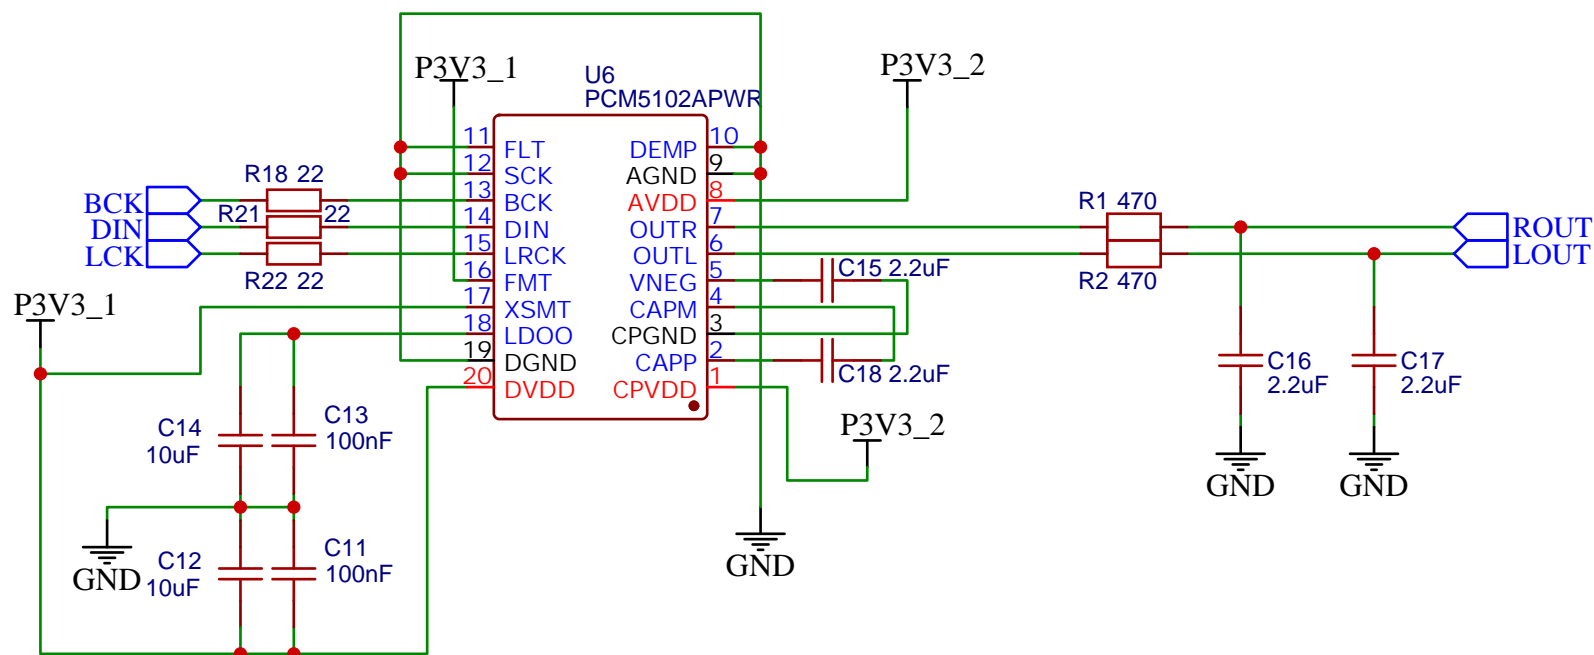 P3V3_1
U6
PCM5102APWR
P3V3_2
11 FLT
12 SCK
13 BCK
14 DIN
15 LRCK
16 FMT
17 XSMT
18 LDOO
19 DGND
20 DVDD
DEMP 10
AGND 9
AVDD 8
OUTR 7
OUTL 6
VNEG 5
CAPM 4
CPGND 3
CAPP 2
CPVDD 1
R18 22
BCK
R21 22
DIN
LCK
R22 22
P3V3_1
R1 470
ROUT
LOUT
R2 470
C15 2.2uF
C18 2.2uF
C16
2.2uF
C17
2.2uF
P3V3_2
C14
10uF
C13
100nF
GND
GND
C12
10uF
C11
100nF
GND
GND